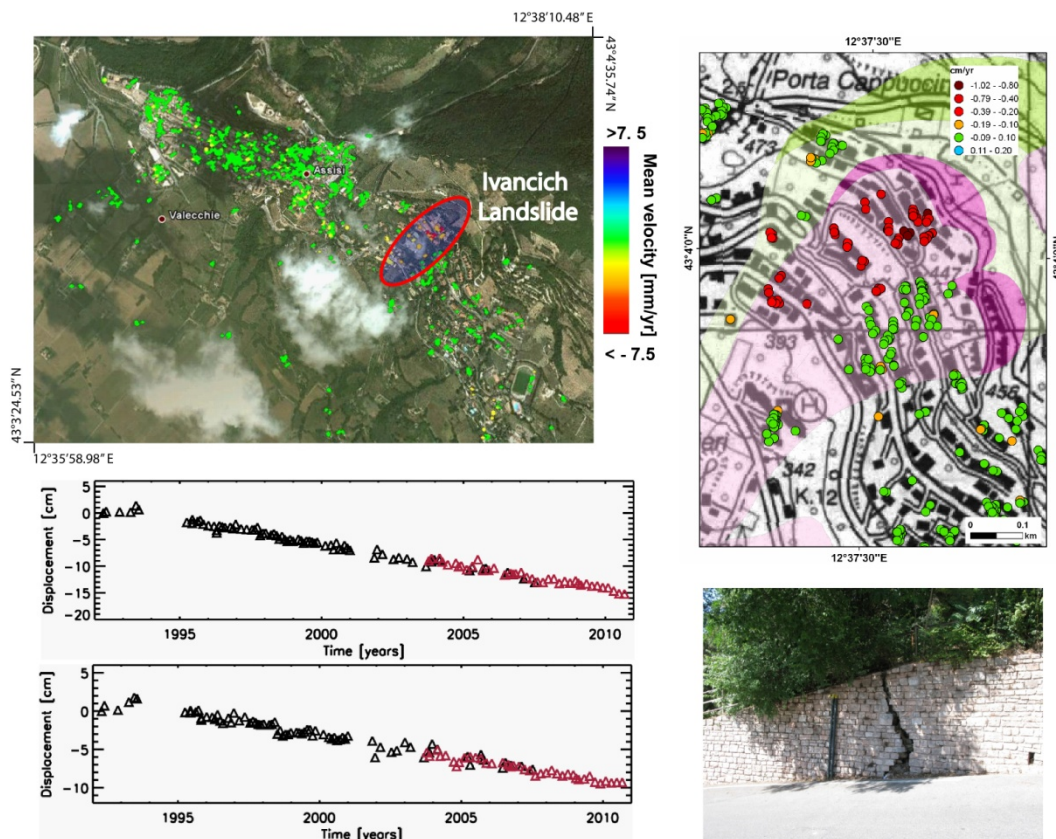 12°38'10.48" E
43°4'35.74" N
>7. 5
Mean velocity [mm/yr]
< - 7.5
Ivancich
Landslide
Assisi
Valecchie
43°3'24.53" N
12°35'58.98" E
12°37'30"E
cm/yr
-1.02 - -0.80
-0.79 - -0.40
-0.39 - -0.20
-0.19 - -0.10
-0.09 - 0.10
0.11 - 0.20
Porta Cappuccin
473
447
43°4'0"N
393
H
456
342
K.12
0 0.1
km
12°37'30"E
Displacement [cm]
5
0
-5
-10
-15
-20
1995 2000 2005 2010
Time [years]
Displacement [cm]
5
0
-5
-10
1995 2000 2005 2010
Time [years]